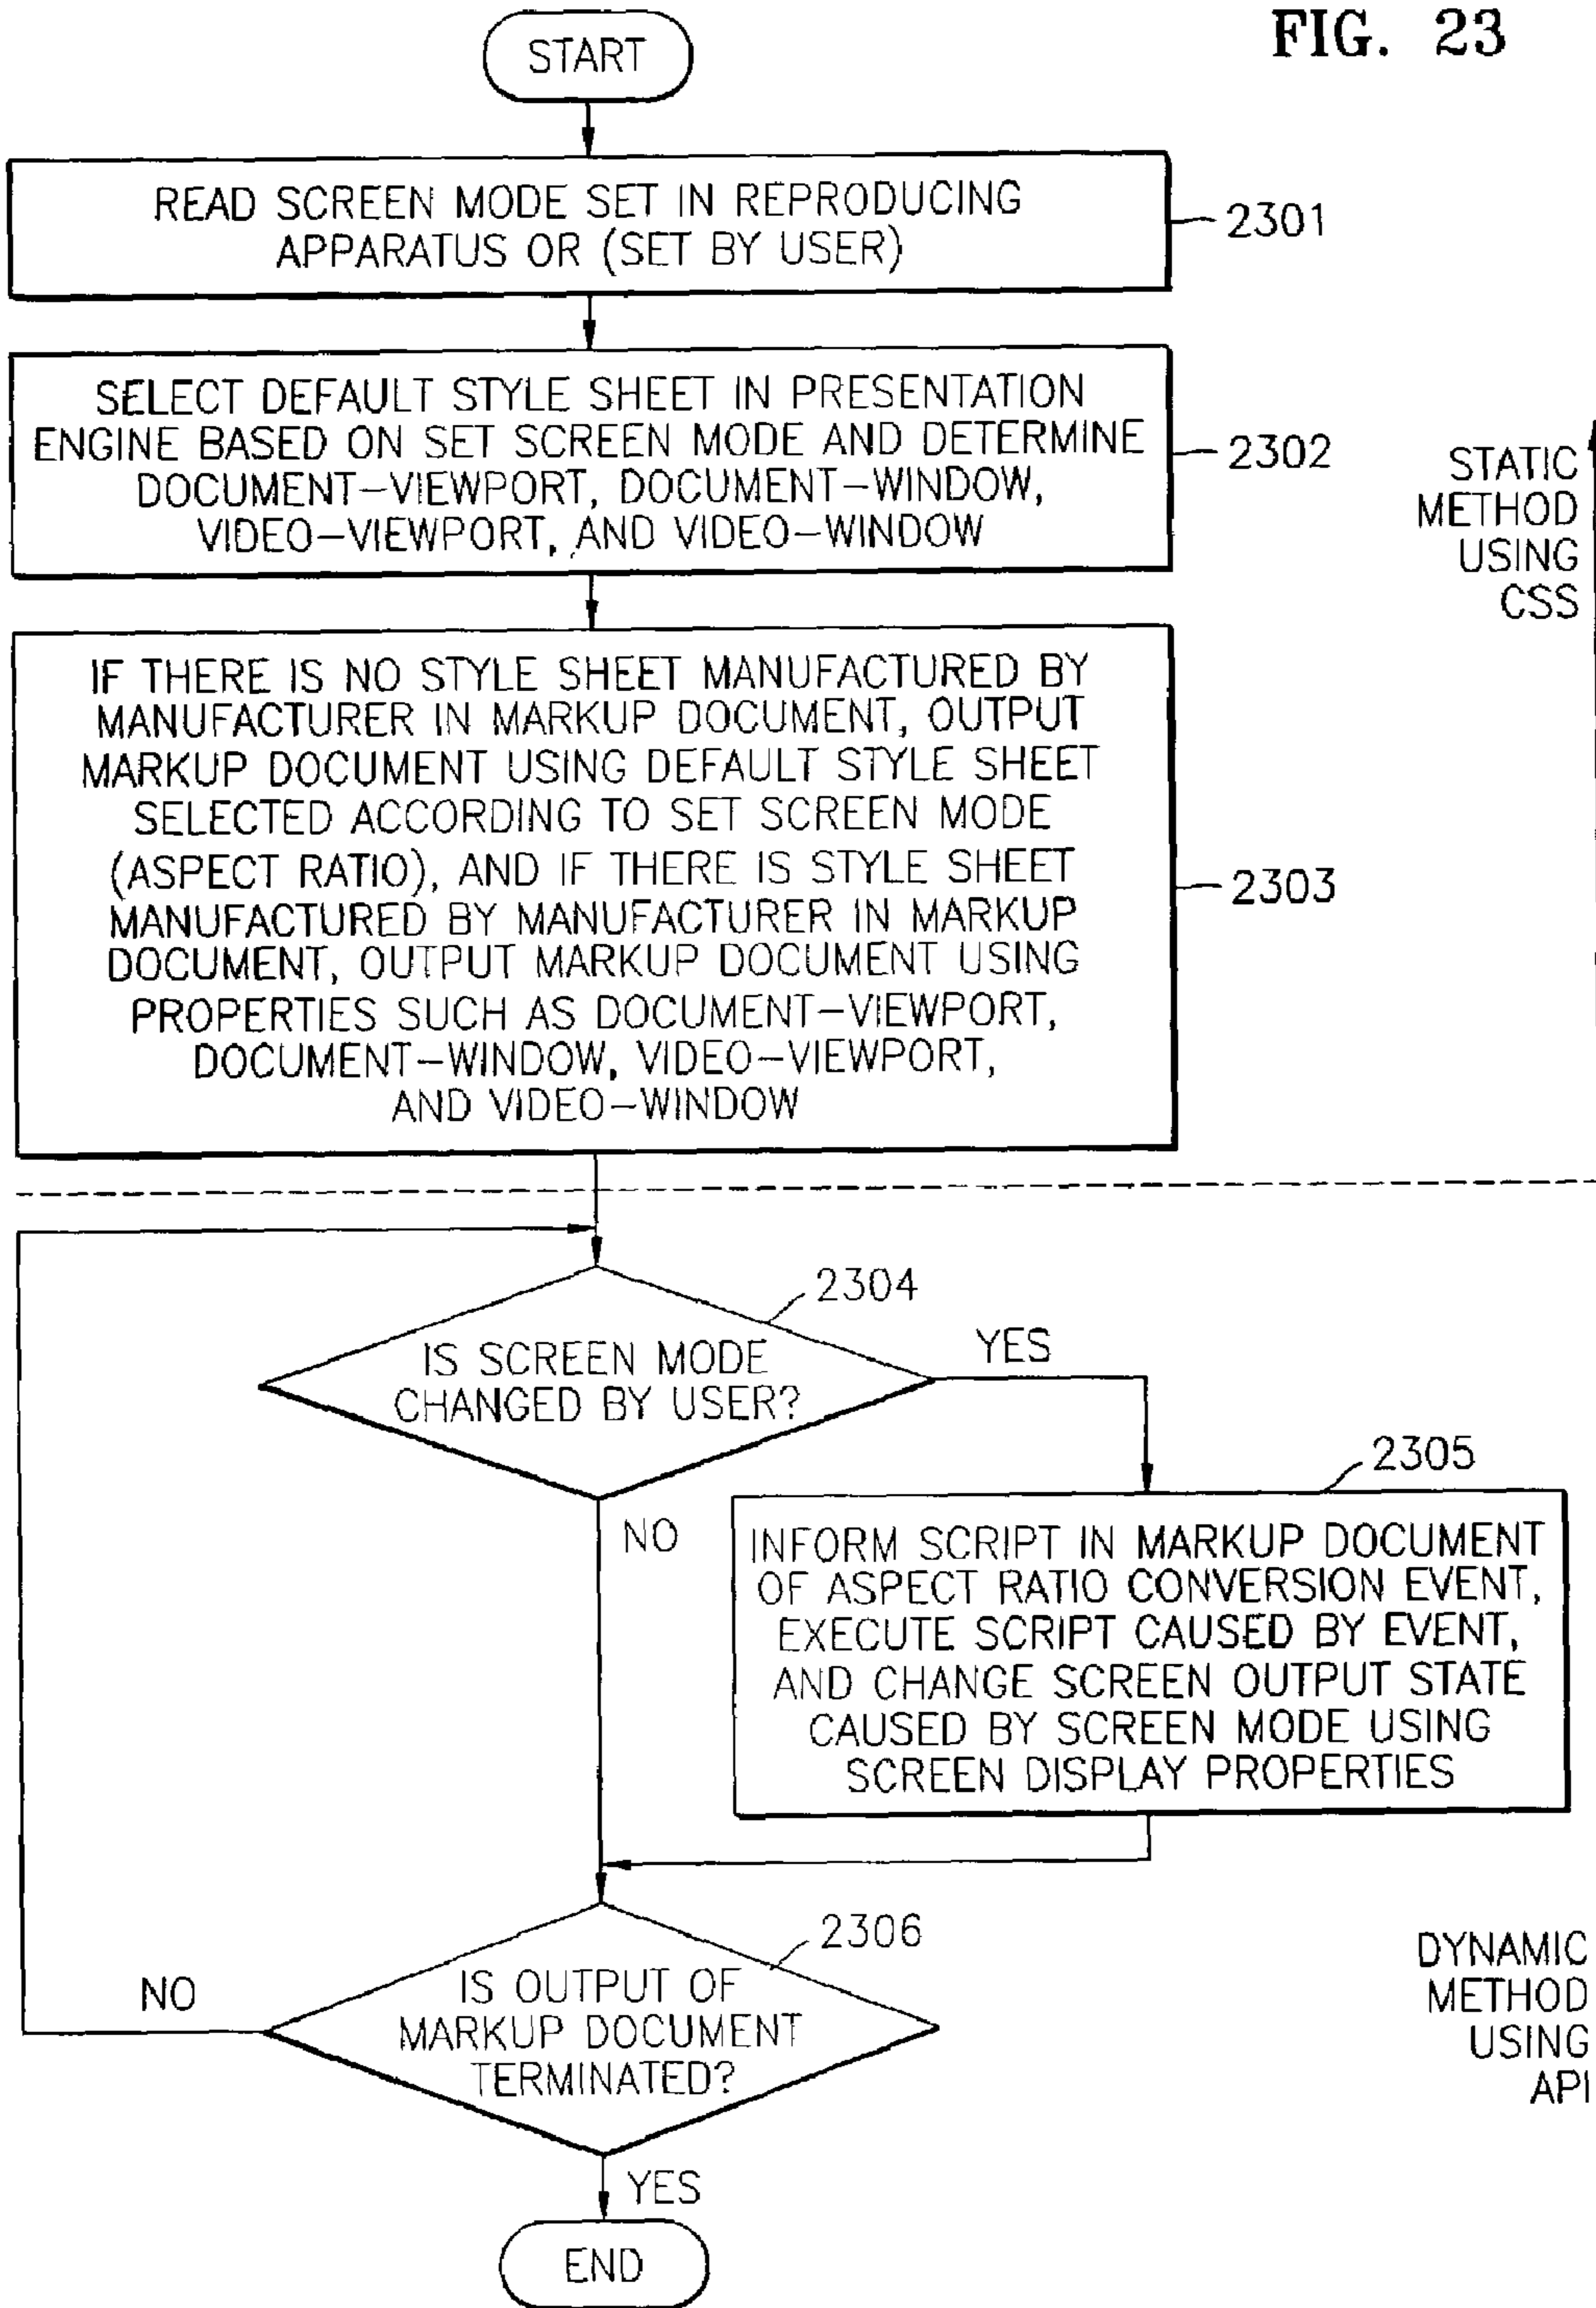 FIG. 23
START
READ SCREEN MODE SET IN REPRODUCING
APPARATUS OR (SET BY USER)
2301
SELECT DEFAULT STYLE SHEET IN PRESENTATION
ENGINE BASED ON SET SCREEN MODE AND DETERMINE
DOCUMENT-VIEWPORT, DOCUMENT-WINDOW,
VIDEO-VIEWPORT, AND VIDEO-WINDOW
2302
STATIC
METHOD
USING
CSS
IF THERE IS NO STYLE SHEET MANUFACTURED BY
MANUFACTURER IN MARKUP DOCUMENT, OUTPUT
MARKUP DOCUMENT USING DEFAULT STYLE SHEET
SELECTED ACCORDING TO SET SCREEN MODE
(ASPECT RATIO), AND IF THERE IS STYLE SHEET
MANUFACTURED BY MANUFACTURER IN MARKUP
DOCUMENT, OUTPUT MARKUP DOCUMENT USING
PROPERTIES SUCH AS DOCUMENT-VIEWPORT,
DOCUMENT-WINDOW, VIDEO-VIEWPORT,
AND VIDEO-WINDOW
2303
2304
IS SCREEN MODE
CHANGED BY USER?
YES
NO
2305
INFORM SCRIPT IN MARKUP DOCUMENT
OF ASPECT RATIO CONVERSION EVENT,
EXECUTE SCRIPT CAUSED BY EVENT,
AND CHANGE SCREEN OUTPUT STATE
CAUSED BY SCREEN MODE USING
SCREEN DISPLAY PROPERTIES
2306
IS OUTPUT OF
MARKUP DOCUMENT
TERMINATED?
NO
YES
DYNAMIC
METHOD
USING
API
END